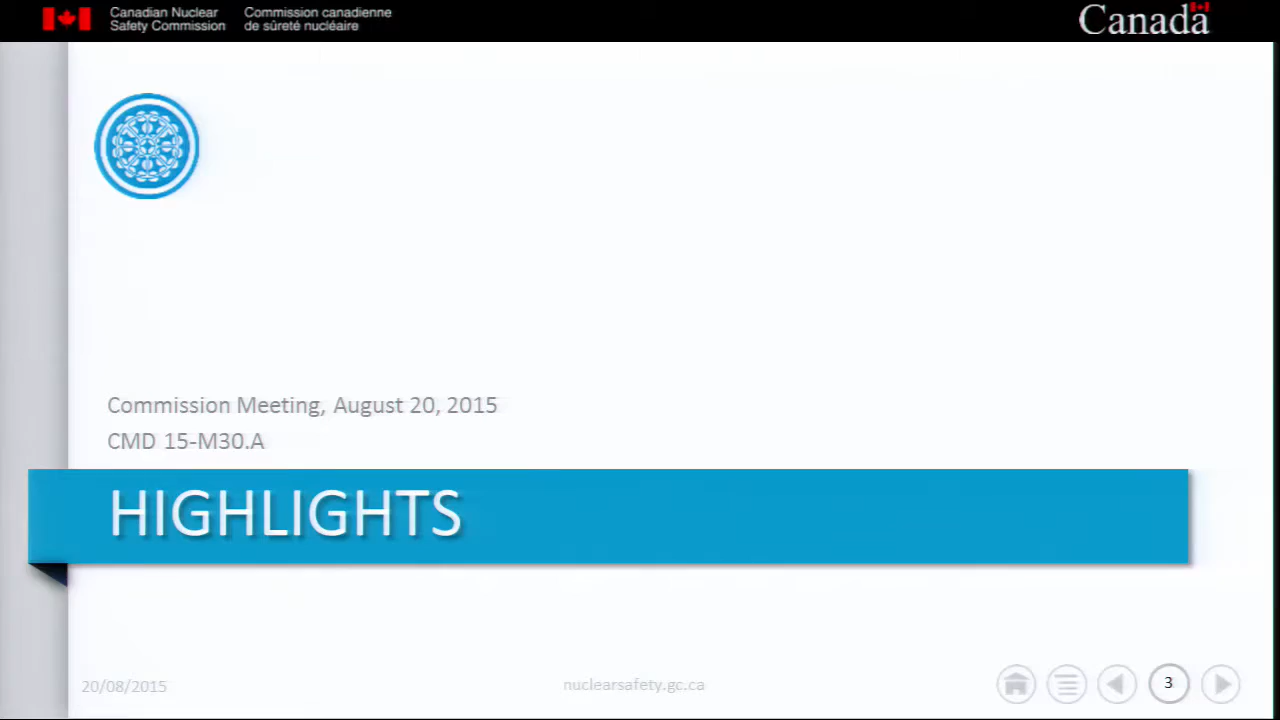 Canadian Nuclear
Safety Commission
Commission canadienne
de sûreté nucléaire
Canada
Commission Meeting, August 20, 2015
CMD 15-M30.A
HIGHLIGHTS
20/08/2015
nuclearsafety.gc.ca
3